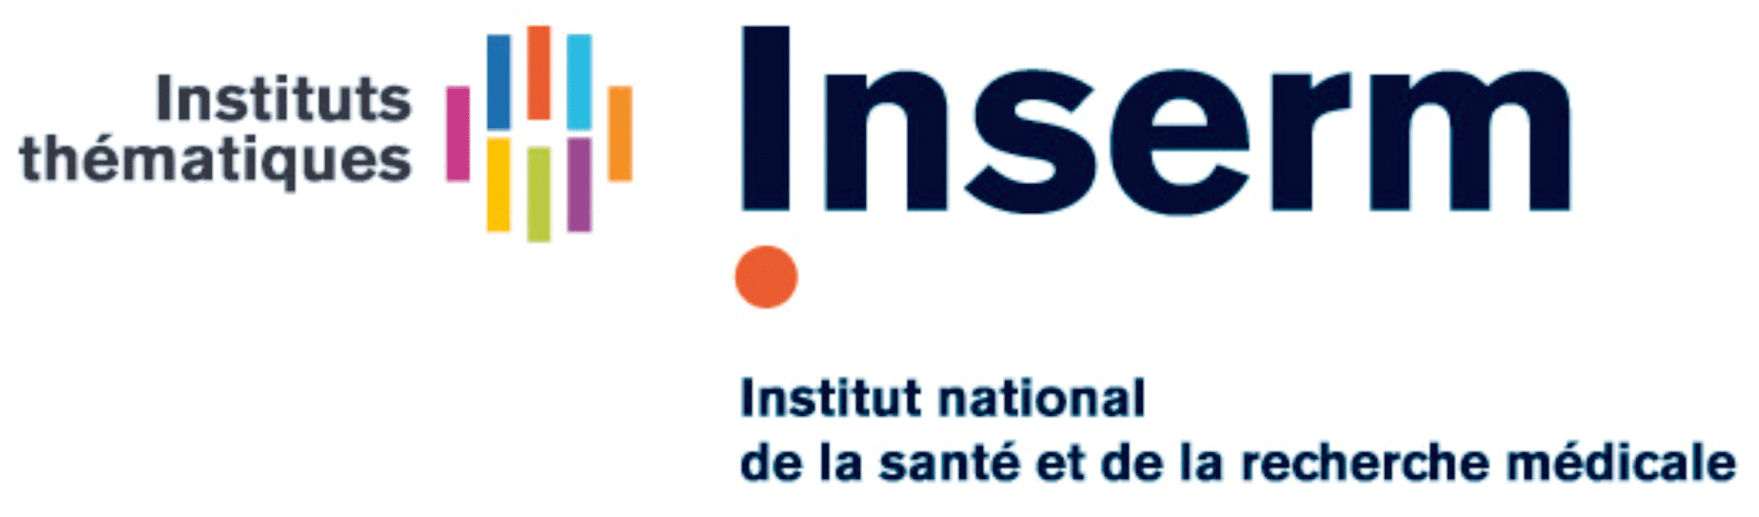 Instituts
thématiques
Inserm
Institut national
de la santé et de la recherche médicale